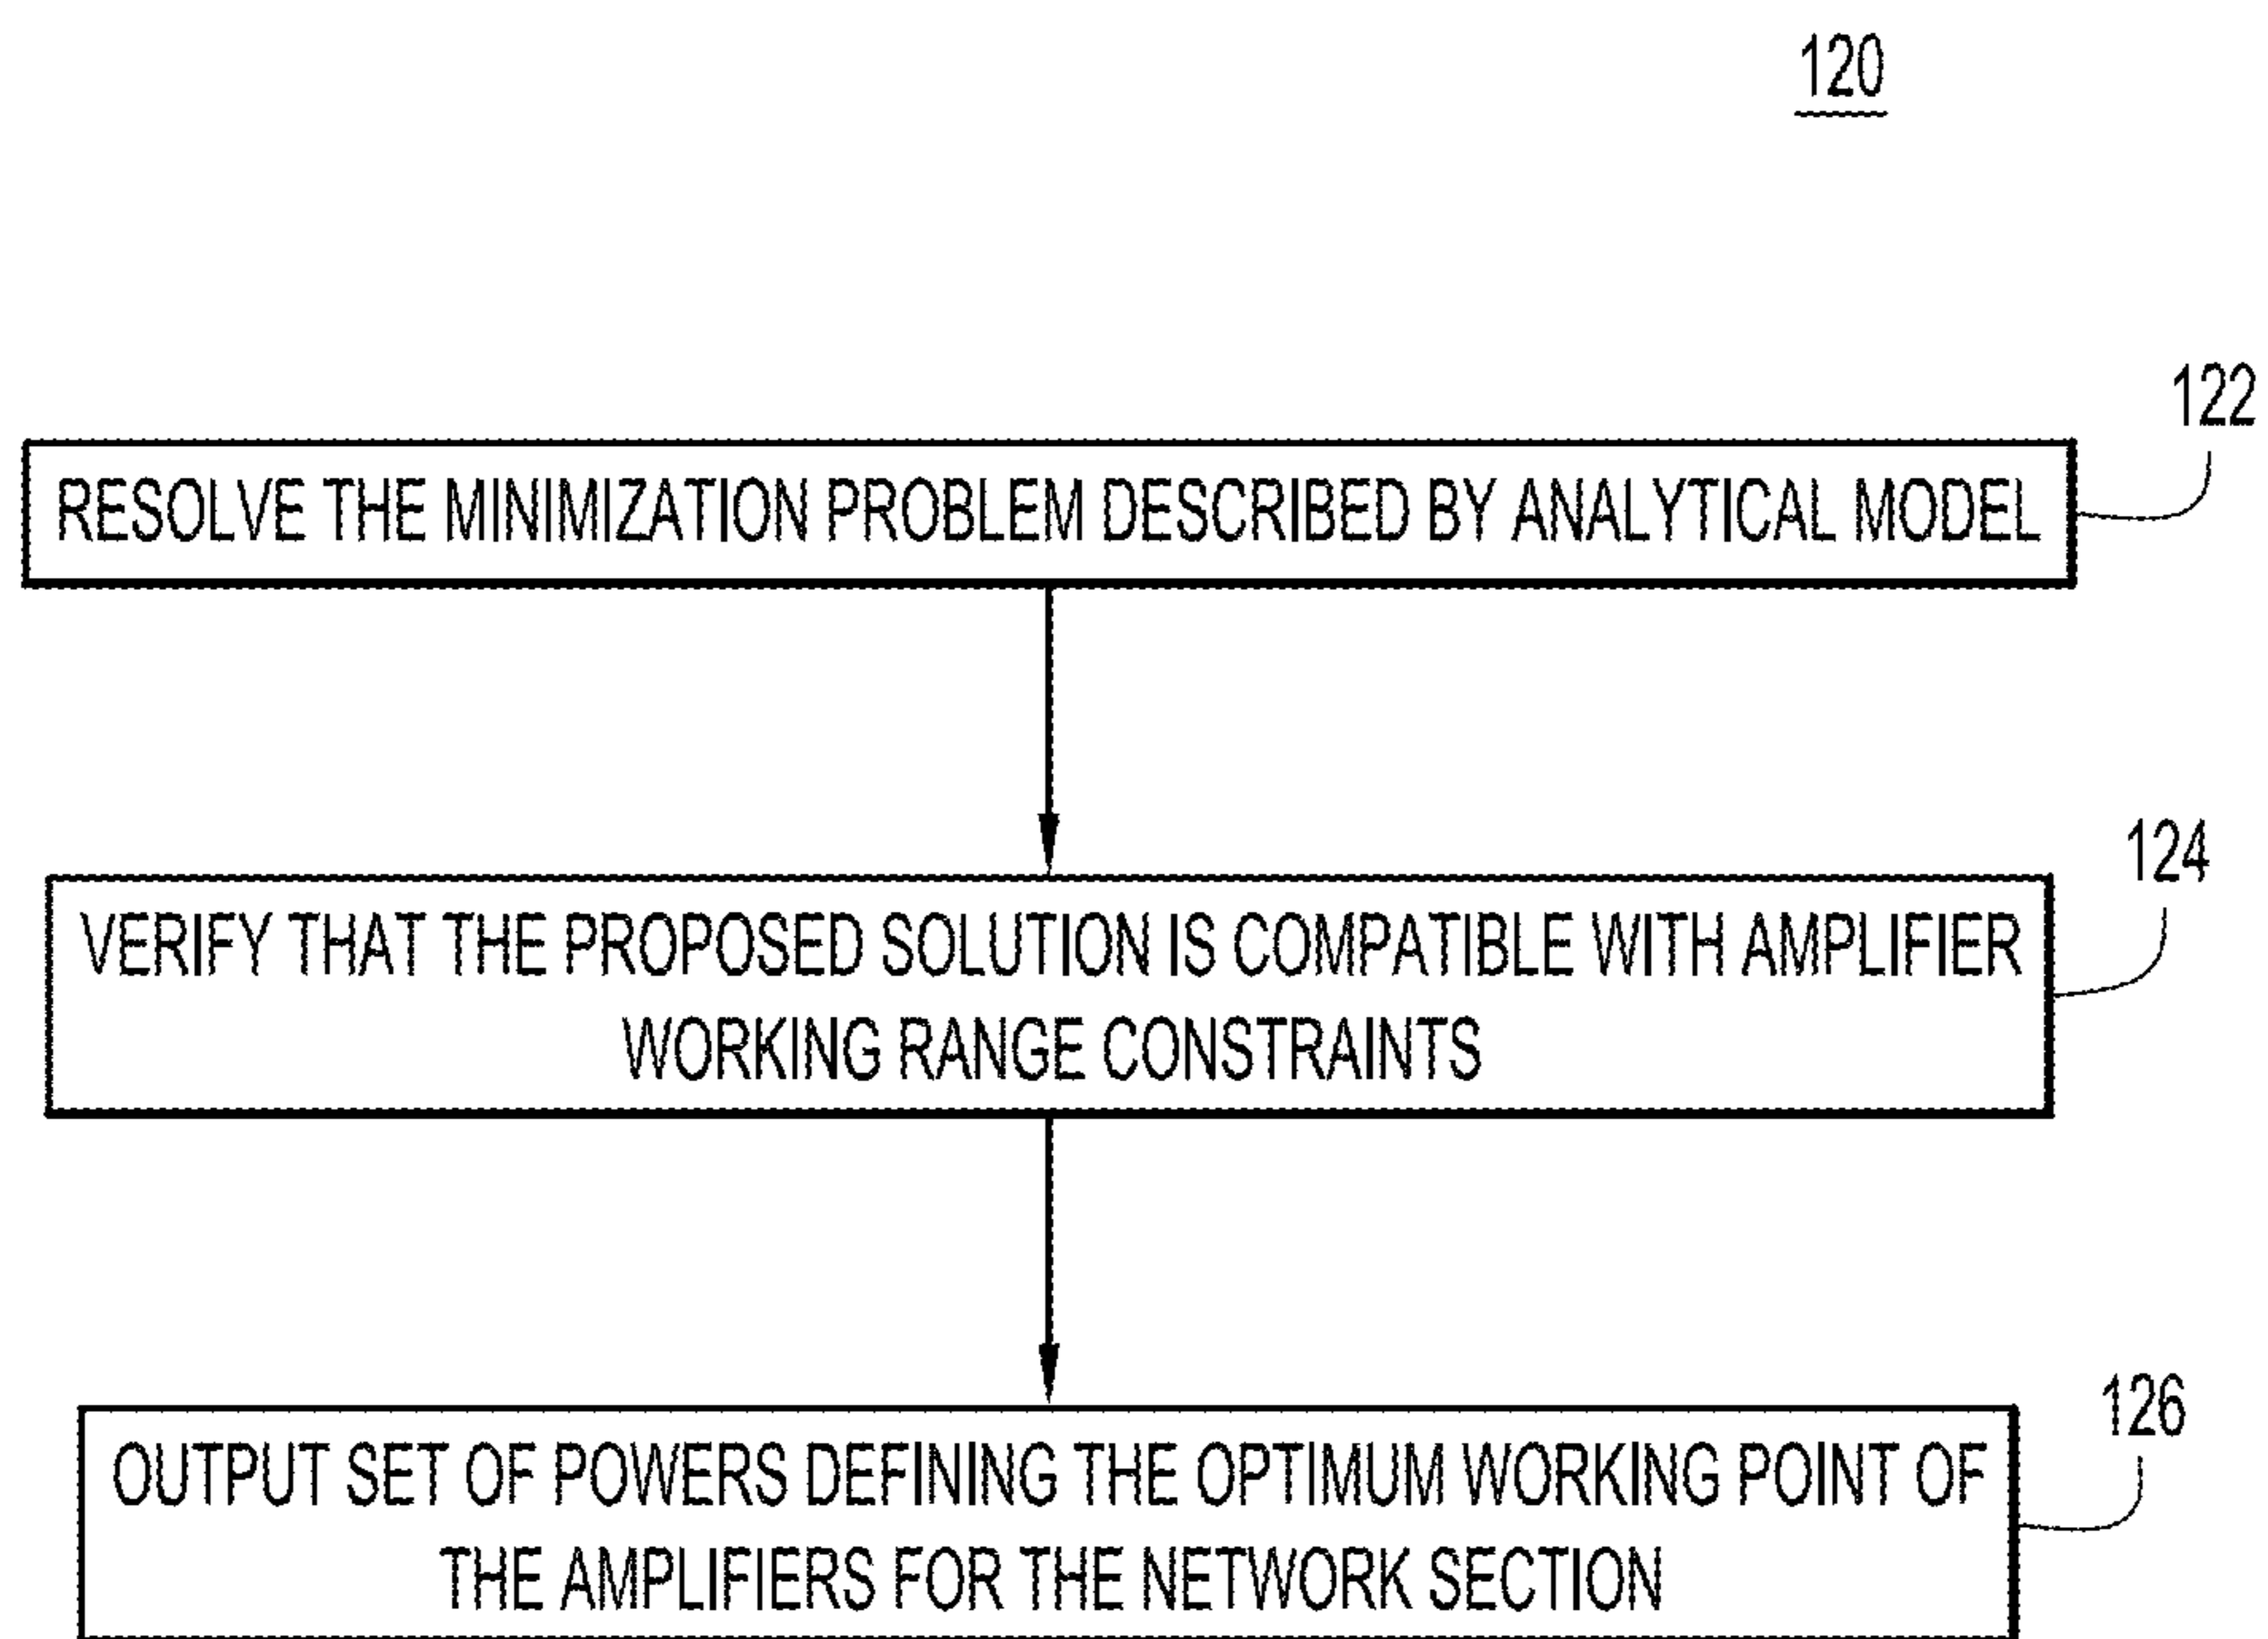 120
122
RESOLVE THE MINIMIZATION PROBLEM DESCRIBED BY ANALYTICAL MODEL
124
VERIFY THAT THE PROPOSED SOLUTION IS COMPATIBLE WITH AMPLIFIER
WORKING RANGE CONSTRAINTS
126
OUTPUT SET OF POWERS DEFINING THE OPTIMUM WORKING POINT OF
THE AMPLIFIERS FOR THE NETWORK SECTION